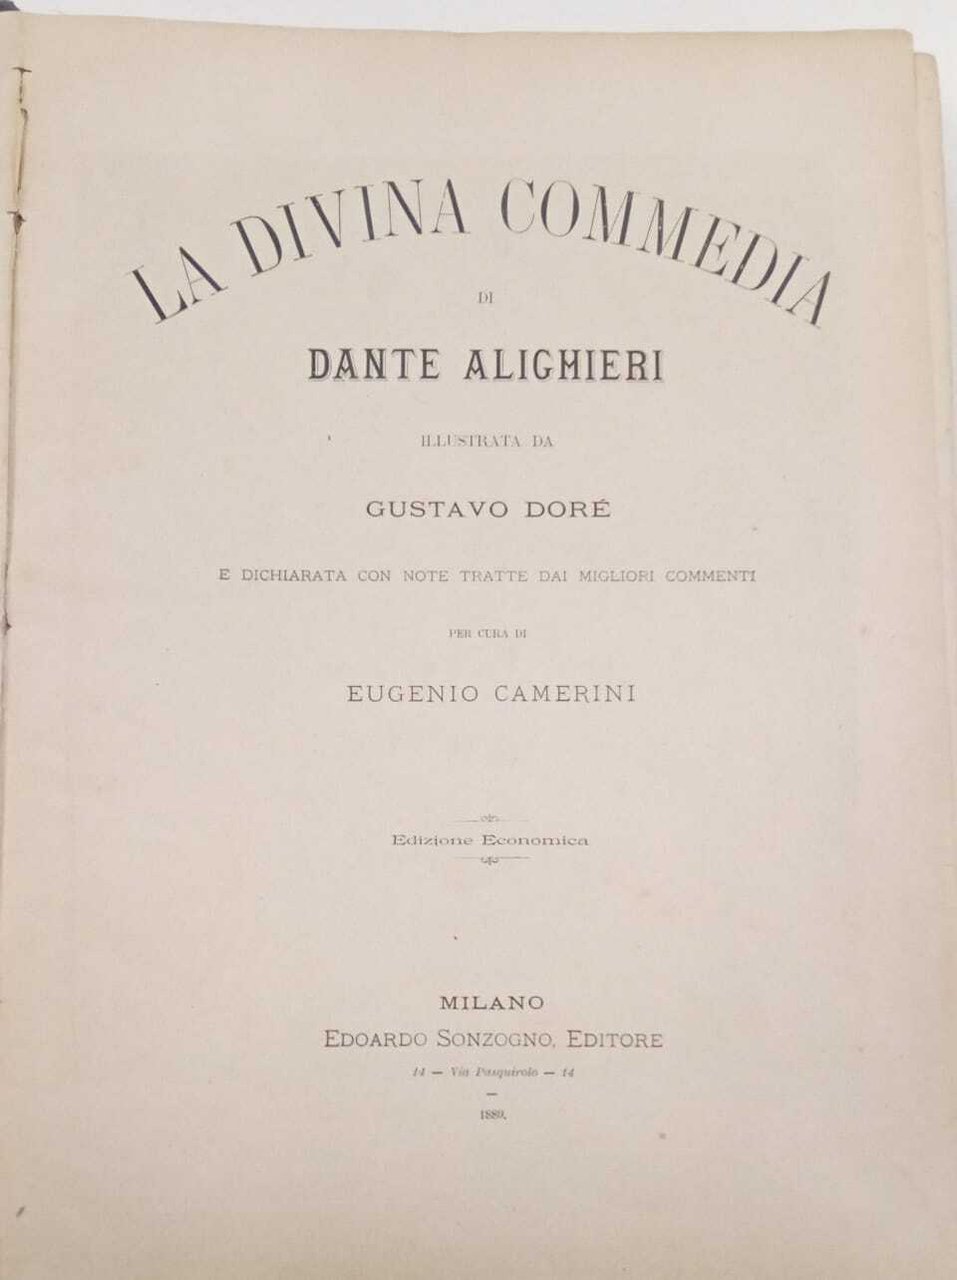 LA DIVINA COMMEDIA
DI
DANTE ALIGHIERI
ILLUSTRATA DA
GUSTAVO DORÉ
E DICHIARATA CON NOTE TRATTE DAI MIGLIORI COMMENTI
PER CURA DI
EUGENIO CAMERINI
Edizione Economica
MILANO
EDOARDO SONZOGNO, EDITORE
14 — Via Pasquirolo — 14
1889.